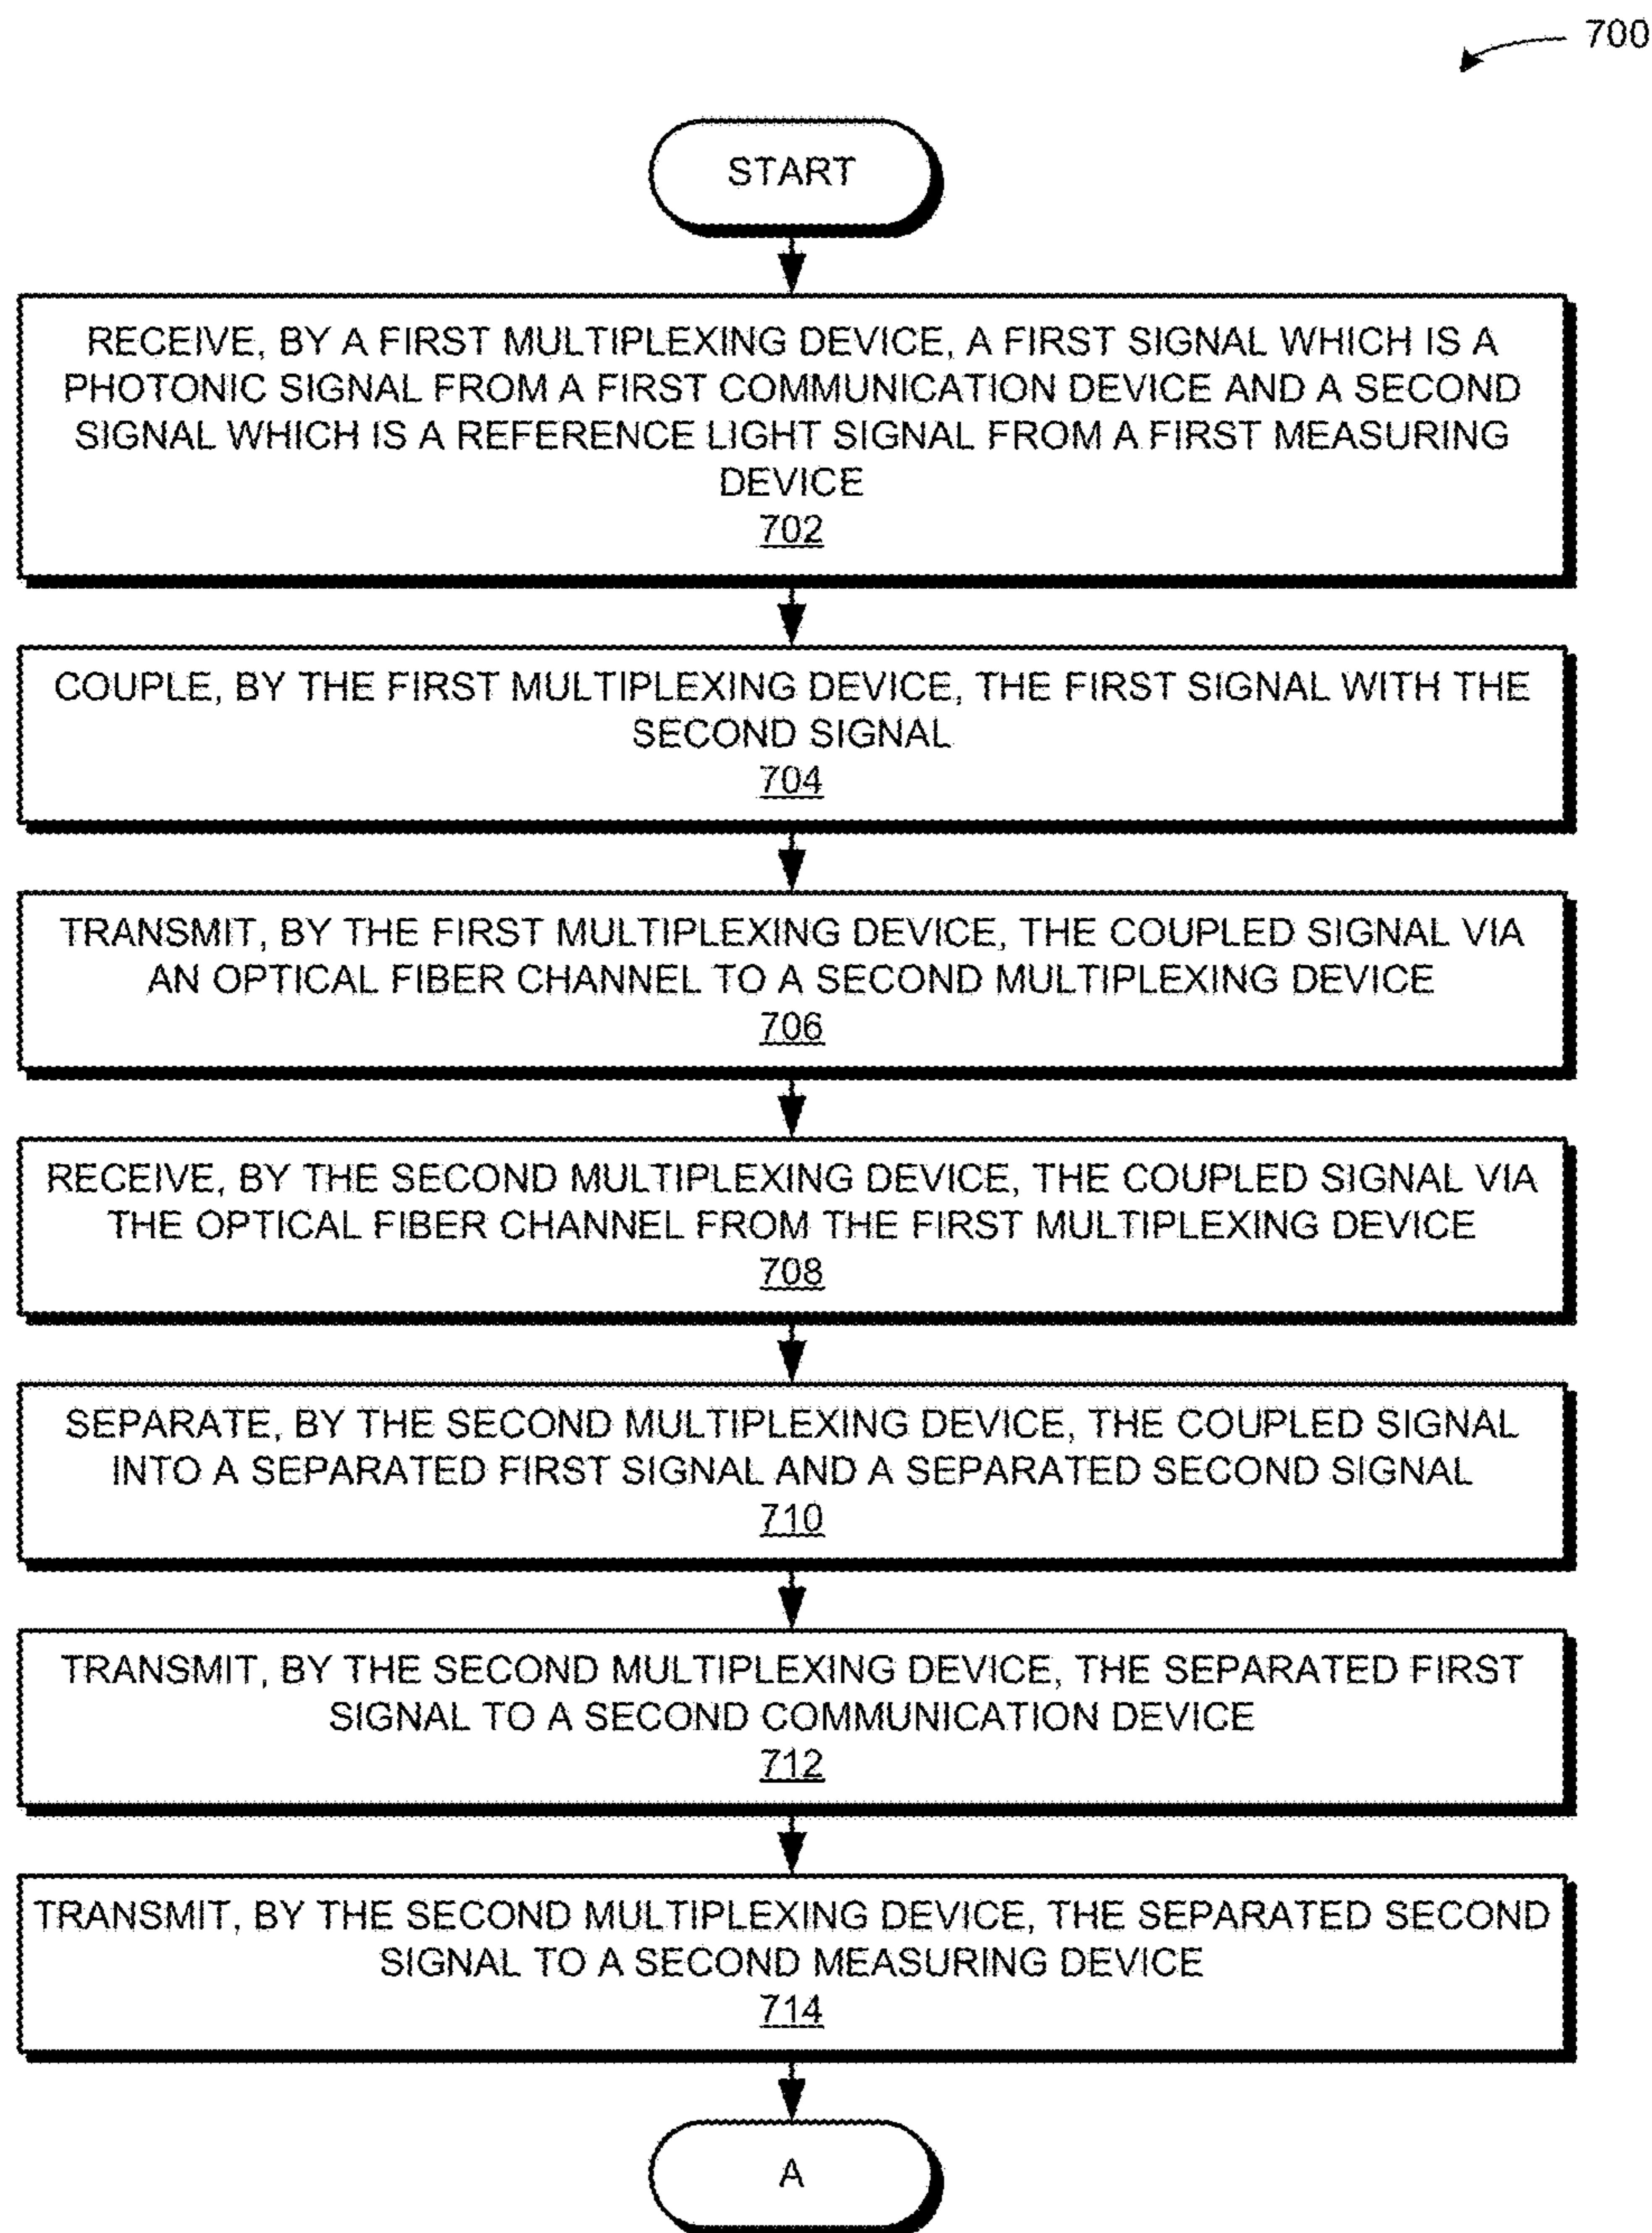 700
START
RECEIVE, BY A FIRST MULTIPLEXING DEVICE, A FIRST SIGNAL WHICH IS A
PHOTONIC SIGNAL FROM A FIRST COMMUNICATION DEVICE AND A SECOND
SIGNAL WHICH IS A REFERENCE LIGHT SIGNAL FROM A FIRST MEASURING
DEVICE
702
COUPLE, BY THE FIRST MULTIPLEXING DEVICE, THE FIRST SIGNAL WITH THE
SECOND SIGNAL
704
TRANSMIT, BY THE FIRST MULTIPLEXING DEVICE, THE COUPLED SIGNAL VIA
AN OPTICAL FIBER CHANNEL TO A SECOND MULTIPLEXING DEVICE
706
RECEIVE, BY THE SECOND MULTIPLEXING DEVICE, THE COUPLED SIGNAL VIA
THE OPTICAL FIBER CHANNEL FROM THE FIRST MULTIPLEXING DEVICE
708
SEPARATE, BY THE SECOND MULTIPLEXING DEVICE, THE COUPLED SIGNAL
INTO A SEPARATED FIRST SIGNAL AND A SEPARATED SECOND SIGNAL
710
TRANSMIT, BY THE SECOND MULTIPLEXING DEVICE, THE SEPARATED FIRST
SIGNAL TO A SECOND COMMUNICATION DEVICE
712
TRANSMIT, BY THE SECOND MULTIPLEXING DEVICE, THE SEPARATED SECOND
SIGNAL TO A SECOND MEASURING DEVICE
714
A